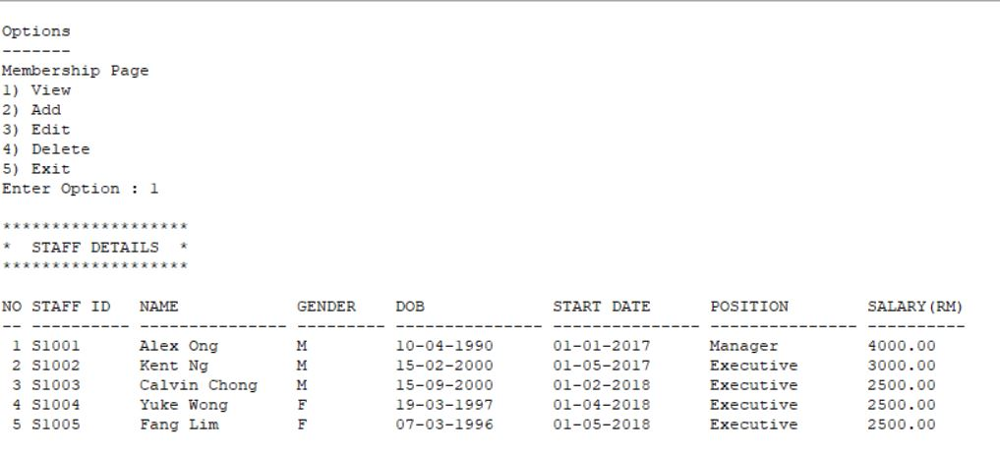 Options
-------
Membership Page
1) View
2) Add
3) Edit
4) Delete
5) Exit
Enter Option : 1
*******************
*  STAFF DETAILS  *
*******************
NO STAFF ID   NAME            GENDER    DOB             START DATE      POSITION        SALARY(RM)
-- ---------- --------------- --------- --------------- --------------- --------------- ----------
 1 S1001      Alex Ong        M         10-04-1990      01-01-2017      Manager         4000.00
 2 S1002      Kent Ng         M         15-02-2000      01-05-2017      Executive       3000.00
 3 S1003      Calvin Chong    M         15-09-2000      01-02-2018      Executive       2500.00
 4 S1004      Yuke Wong       F         19-03-1997      01-04-2018      Executive       2500.00
 5 S1005      Fang Lim        F         07-03-1996      01-05-2018      Executive       2500.00